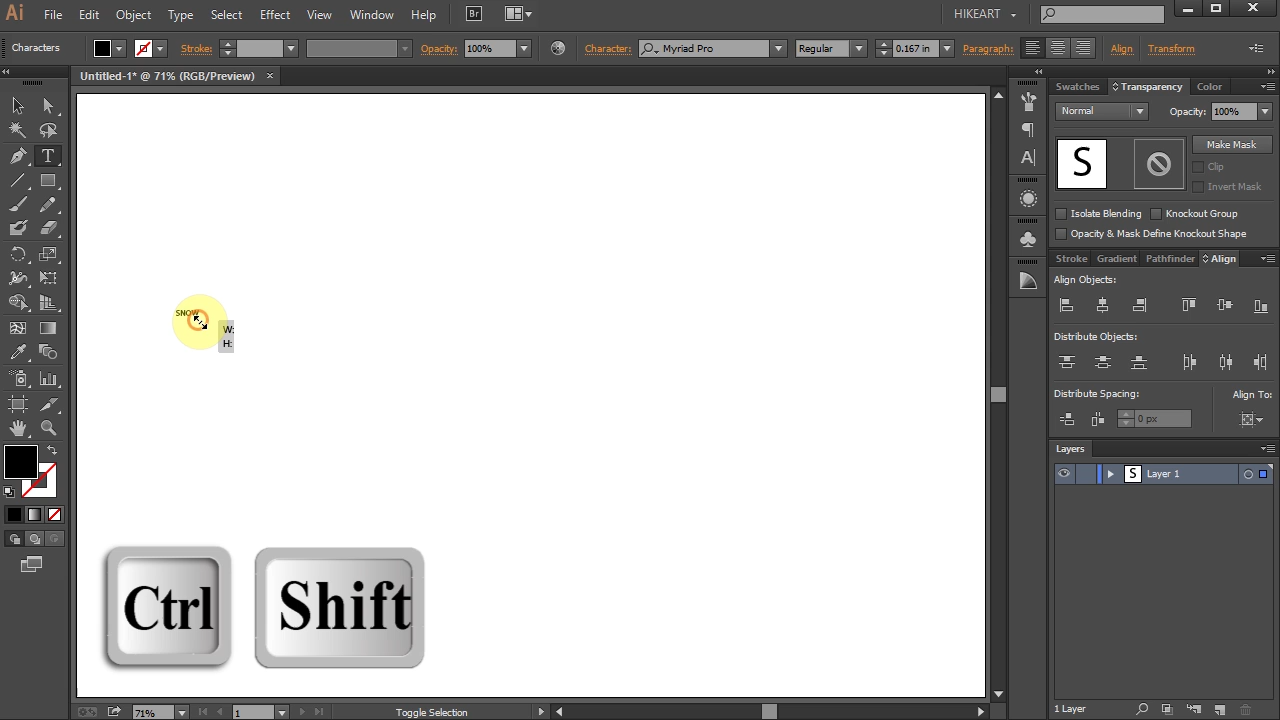 Ai File Edit Object Type Select Effect View Window Help Br HIKEART
Characters Stroke: Opacity: 100% Character: Myriad Pro Regular 0.167 in Paragraph: Align Transform
Untitled-1* @ 71% (RGB/Preview)
Swatches Transparency Color
Normal Opacity: 100%
S Make Mask
Clip
Invert Mask
Isolate Blending Knockout Group
Opacity & Mask Define Knockout Shape
Stroke Gradient Pathfinder Align
Align Objects:
SNOW
W:
H:
Distribute Objects:
Distribute Spacing: Align To:
0 px
Layers
S Layer 1
Ctrl Shift
71% 1 Toggle Selection 1 Layer